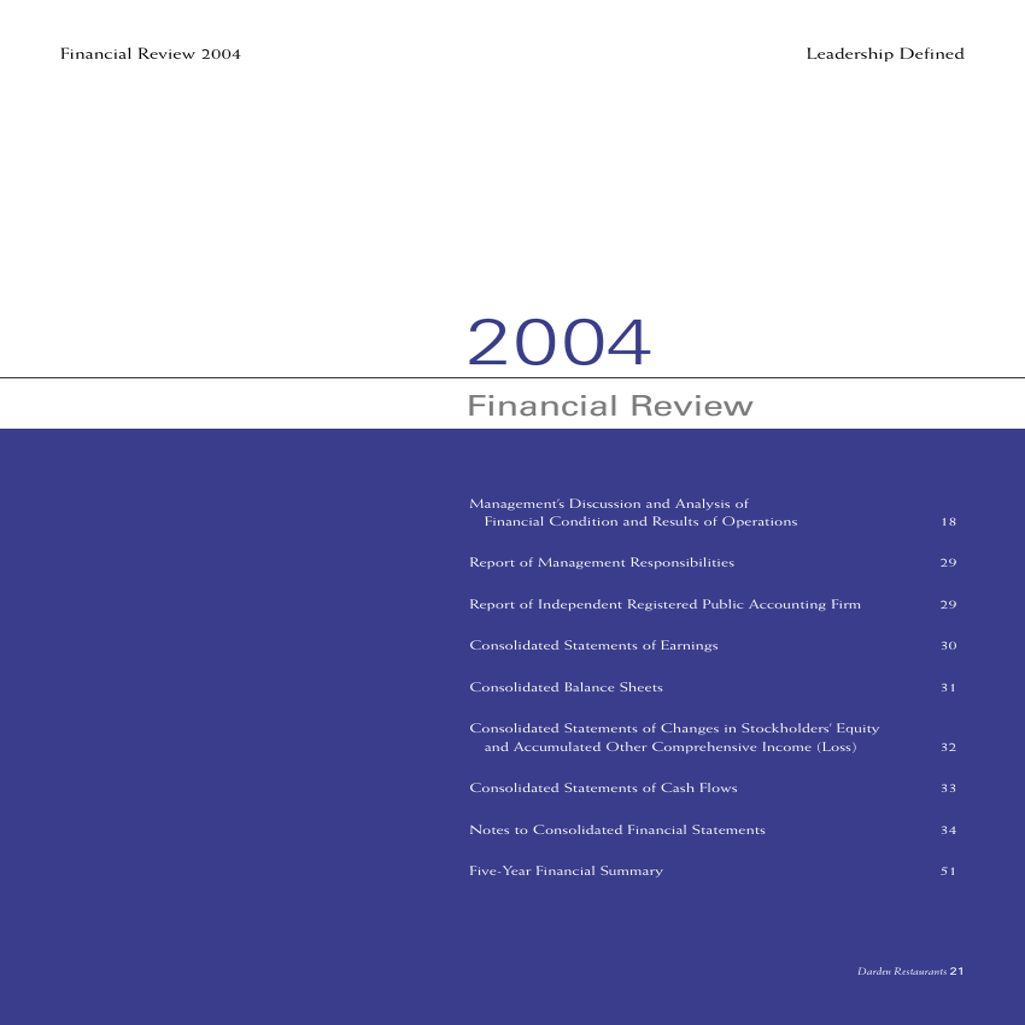 Financial Review 2004
Leadership Defined
2004
Financial Review
Management's Discussion and Analysis of
Financial Condition and Results of Operations 18
Report of Management Responsibilities 29
Report of Independent Registered Public Accounting Firm 29
Consolidated Statements of Earnings 30
Consolidated Balance Sheets 31
Consolidated Statements of Changes in Stockholders' Equity
and Accumulated Other Comprehensive Income (Loss) 32
Consolidated Statements of Cash Flows 33
Notes to Consolidated Financial Statements 34
Five-Year Financial Summary 51
Darden Restaurants 21